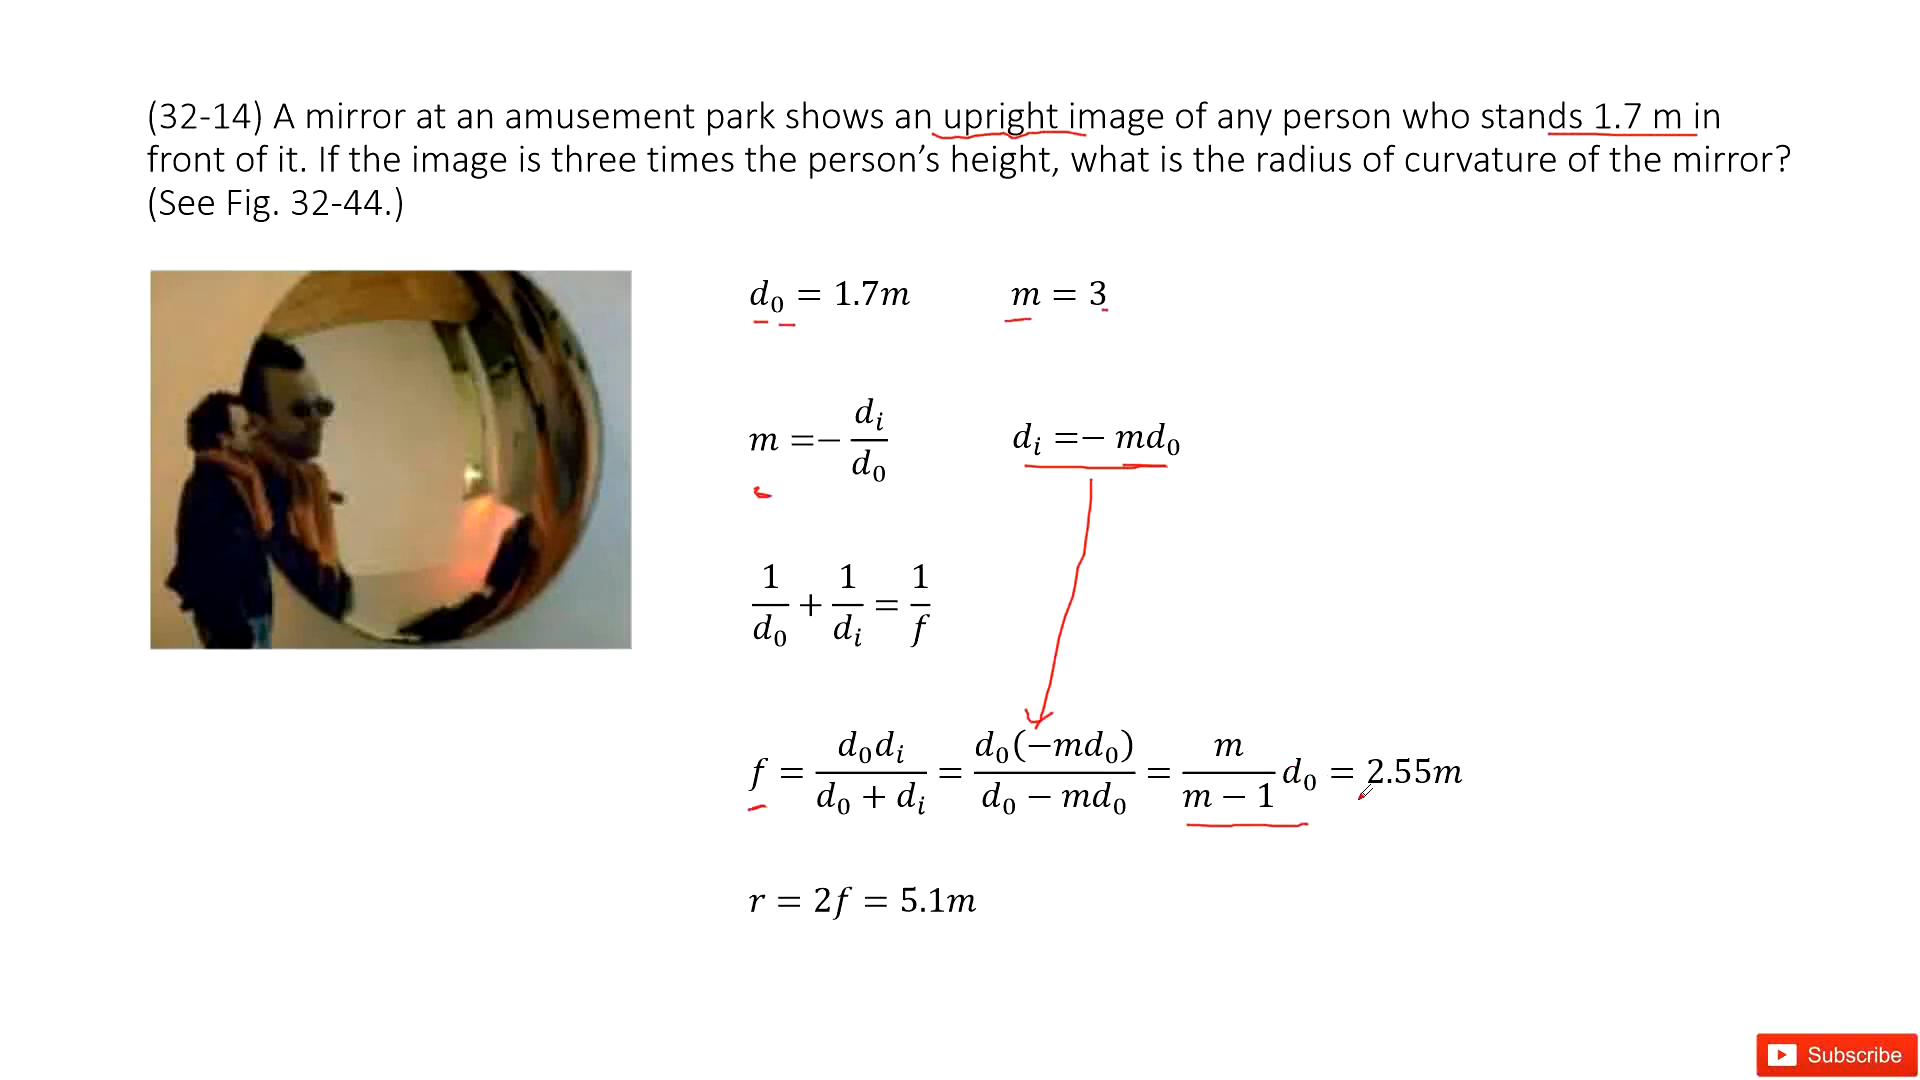 (32-14) A mirror at an amusement park shows an upright image of any person who stands 1.7 m in
front of it. If the image is three times the person’s height, what is the radius of curvature of the mirror?
(See Fig. 32-44.)
d₀ = 1.7m m = 3
m = − dᵢ/d₀ dᵢ = − md₀
1/d₀ + 1/dᵢ = 1/f
f = d₀dᵢ/(d₀ + dᵢ) = d₀(−md₀)/(d₀ − md₀) = m/(m − 1) d₀ = 2.55m
r = 2f = 5.1m
Subscribe